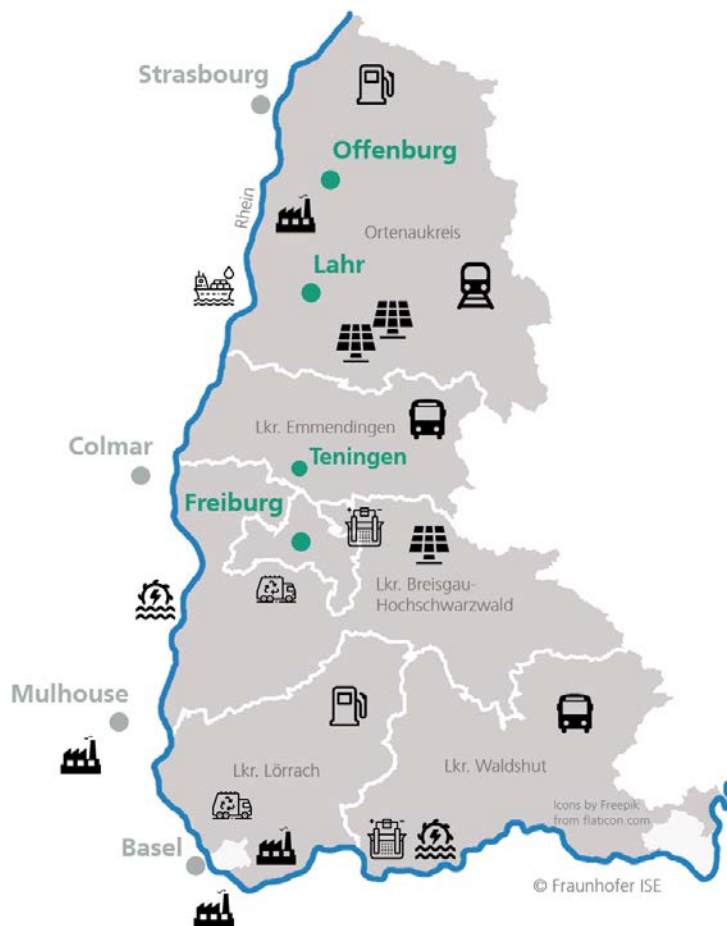 Strasbourg
Offenburg
Rhein
Ortenaukreis
Lahr
Lkr. Emmendingen
Colmar
Teningen
Freiburg
Lkr. Breisgau-
Hochschwarzwald
Mulhouse
Lkr. Lörrach
Lkr. Waldshut
Icons by Freepik
from flaticon.com
Basel
© Fraunhofer ISE